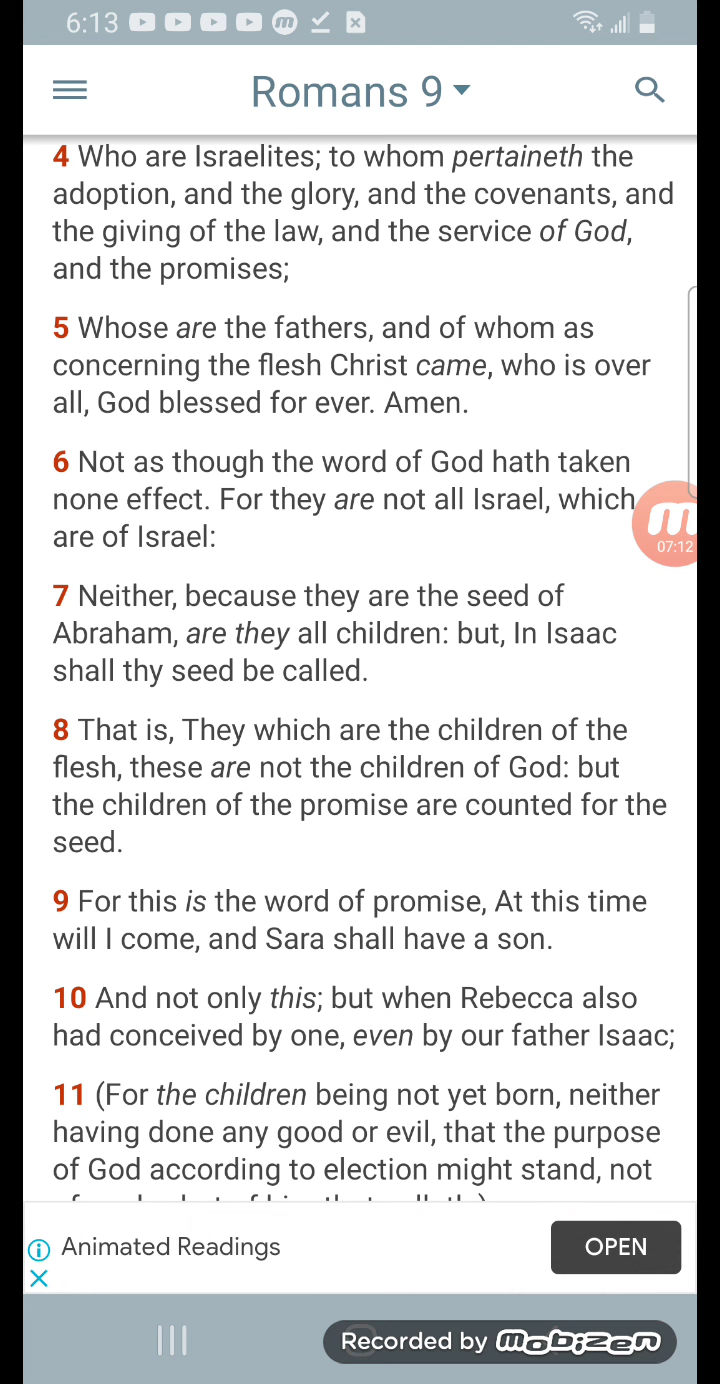 6:13
Romans 9
4 Who are Israelites; to whom pertaineth the
adoption, and the glory, and the covenants, and
the giving of the law, and the service of God,
and the promises;
5 Whose are the fathers, and of whom as
concerning the flesh Christ came, who is over
all, God blessed for ever. Amen.
6 Not as though the word of God hath taken
none effect. For they are not all Israel, which
are of Israel:
07:12
7 Neither, because they are the seed of
Abraham, are they all children: but, In Isaac
shall thy seed be called.
8 That is, They which are the children of the
flesh, these are not the children of God: but
the children of the promise are counted for the
seed.
9 For this is the word of promise, At this time
will I come, and Sara shall have a son.
10 And not only this; but when Rebecca also
had conceived by one, even by our father Isaac;
11 (For the children being not yet born, neither
having done any good or evil, that the purpose
of God according to election might stand, not
Animated Readings
OPEN
Recorded by Mobizen